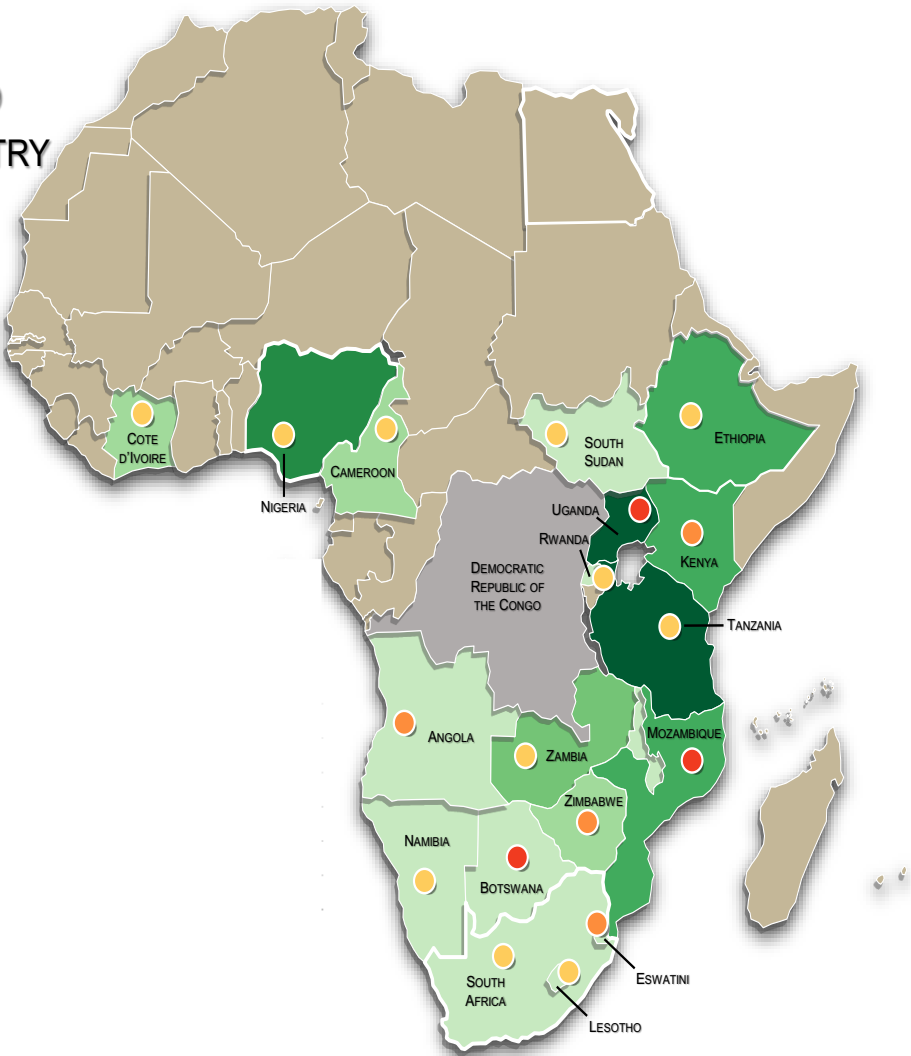 TRY
COTE
D'IVOIRE
NIGERIA
CAMEROON
SOUTH
SUDAN
ETHIOPIA
UGANDA
RWANDA
KENYA
DEMOCRATIC
REPUBLIC OF
THE CONGO
TANZANIA
ANGOLA
ZAMBIA
MOZAMBIQUE
ZIMBABWE
NAMIBIA
BOTSWANA
SOUTH
AFRICA
ESWATINI
LESOTHO